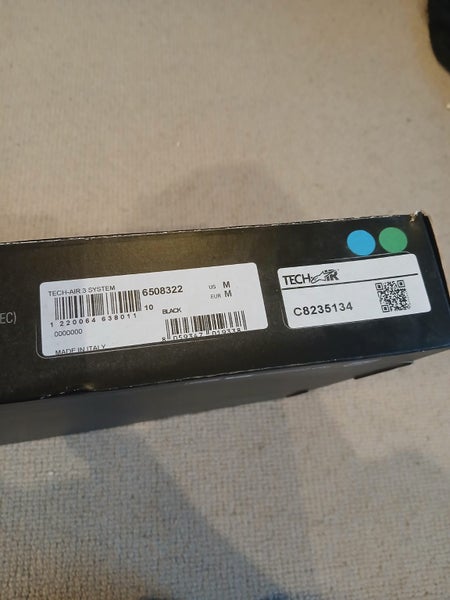 EC)
TECH-AIR 3 SYSTEM
6508322
US M
EUR M
1 220064 638011
10
BLACK
0000000
MADE IN ITALY
TECH AIR
C8235134